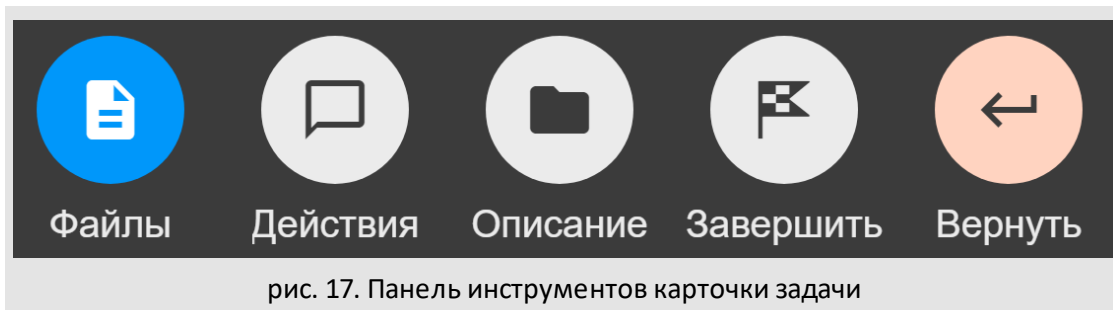 Файлы Действия Описание Завершить Вернуть
рис. 17. Панель инструментов карточки задачи